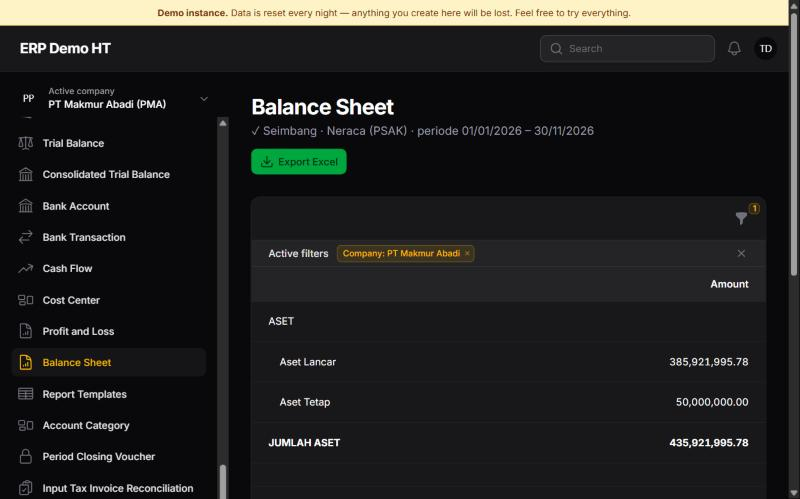 Demo instance. Data is reset every night — anything you create here will be lost. Feel free to try everything.
ERP Demo HT
Search
TD
PP
Active company
PT Makmur Abadi (PMA)
Trial Balance
Consolidated Trial Balance
Bank Account
Bank Transaction
Cash Flow
Cost Center
Profit and Loss
Balance Sheet
Report Templates
Account Category
Period Closing Voucher
Input Tax Invoice Reconciliation
Balance Sheet
✓ Seimbang · Neraca (PSAK) · periode 01/01/2026 – 30/11/2026
Export Excel
1
Active filters Company: PT Makmur Abadi ×
Amount
ASET
Aset Lancar 385,921,995.78
Aset Tetap 50,000,000.00
JUMLAH ASET 435,921,995.78